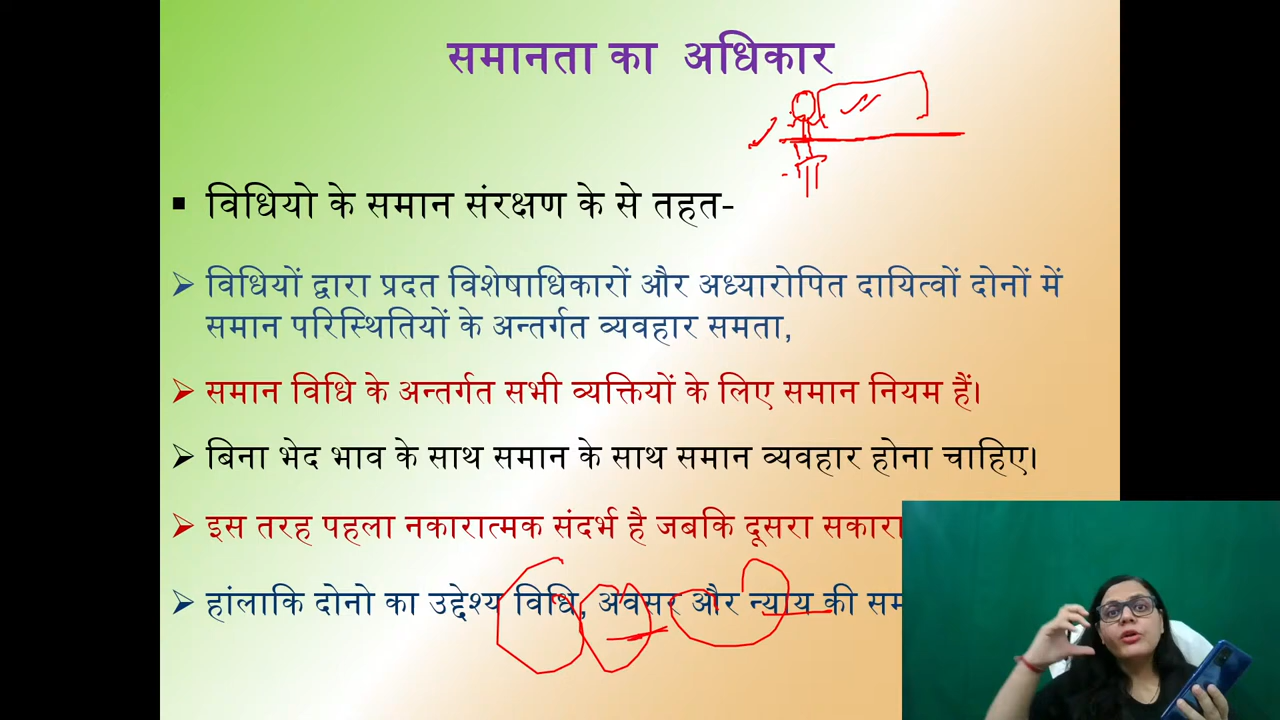 समानता का अधिकार
▪ विधियो के समान संरक्षण के से तहत-
➢ विधियों द्वारा प्रदत विशेषाधिकारों और अध्यारोपित दायित्वों दोनों में
समान परिस्थितियों के अन्तर्गत व्यवहार समता,
➢ समान विधि के अन्तर्गत सभी व्यक्तियों के लिए समान नियम हैं।
➢ बिना भेद भाव के साथ समान के साथ समान व्यवहार होना चाहिए।
➢ इस तरह पहला नकारात्मक संदर्भ है जबकि दूसरा
➢ हांलाकि दोनो का उद्देश्य विधि, अवसर और न्याय की